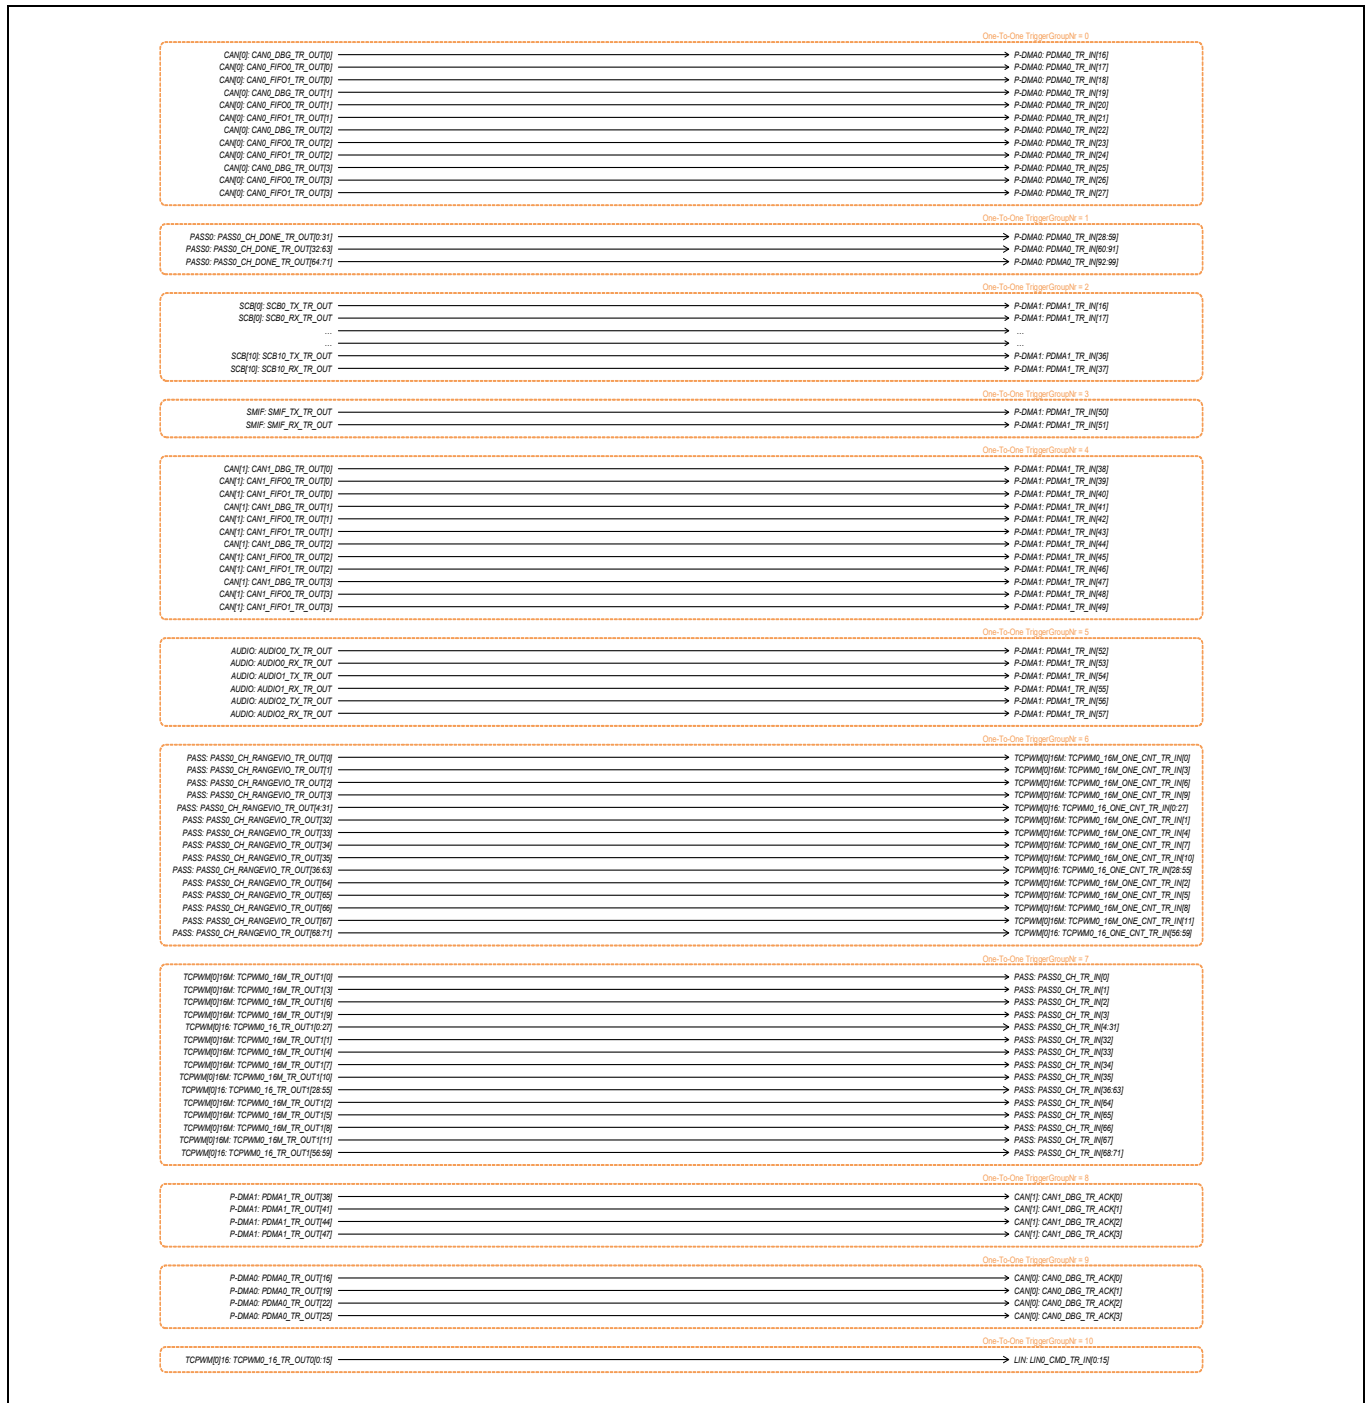 One-To-One TriggerGroupNr = 0
CAN[0]: CAN0_DBG_TR_OUT[0] P-DMA0: PDMA0_TR_IN[16]
CAN[0]: CAN0_FIFO0_TR_OUT[0] P-DMA0: PDMA0_TR_IN[17]
CAN[0]: CAN0_FIFO1_TR_OUT[0] P-DMA0: PDMA0_TR_IN[18]
CAN[0]: CAN0_DBG_TR_OUT[1] P-DMA0: PDMA0_TR_IN[19]
CAN[0]: CAN0_FIFO0_TR_OUT[1] P-DMA0: PDMA0_TR_IN[20]
CAN[0]: CAN0_FIFO1_TR_OUT[1] P-DMA0: PDMA0_TR_IN[21]
CAN[0]: CAN0_DBG_TR_OUT[2] P-DMA0: PDMA0_TR_IN[22]
CAN[0]: CAN0_FIFO0_TR_OUT[2] P-DMA0: PDMA0_TR_IN[23]
CAN[0]: CAN0_FIFO1_TR_OUT[2] P-DMA0: PDMA0_TR_IN[24]
CAN[0]: CAN0_DBG_TR_OUT[3] P-DMA0: PDMA0_TR_IN[25]
CAN[0]: CAN0_FIFO0_TR_OUT[3] P-DMA0: PDMA0_TR_IN[26]
CAN[0]: CAN0_FIFO1_TR_OUT[3] P-DMA0: PDMA0_TR_IN[27]
One-To-One TriggerGroupNr = 1
PASS0: PASS0_CH_DONE_TR_OUT[0:31] P-DMA0: PDMA0_TR_IN[28:59]
PASS0: PASS0_CH_DONE_TR_OUT[32:63] P-DMA0: PDMA0_TR_IN[60:91]
PASS0: PASS0_CH_DONE_TR_OUT[64:71] P-DMA0: PDMA0_TR_IN[92:99]
One-To-One TriggerGroupNr = 2
SCB[0]: SCB0_TX_TR_OUT P-DMA1: PDMA1_TR_IN[16]
SCB[0]: SCB0_RX_TR_OUT P-DMA1: PDMA1_TR_IN[17]
... ...
... ...
SCB[10]: SCB10_TX_TR_OUT P-DMA1: PDMA1_TR_IN[36]
SCB[10]: SCB10_RX_TR_OUT P-DMA1: PDMA1_TR_IN[37]
One-To-One TriggerGroupNr = 3
SMIF: SMIF_TX_TR_OUT P-DMA1: PDMA1_TR_IN[50]
SMIF: SMIF_RX_TR_OUT P-DMA1: PDMA1_TR_IN[51]
One-To-One TriggerGroupNr = 4
CAN[1]: CAN1_DBG_TR_OUT[0] P-DMA1: PDMA1_TR_IN[38]
CAN[1]: CAN1_FIFO0_TR_OUT[0] P-DMA1: PDMA1_TR_IN[39]
CAN[1]: CAN1_FIFO1_TR_OUT[0] P-DMA1: PDMA1_TR_IN[40]
CAN[1]: CAN1_DBG_TR_OUT[1] P-DMA1: PDMA1_TR_IN[41]
CAN[1]: CAN1_FIFO0_TR_OUT[1] P-DMA1: PDMA1_TR_IN[42]
CAN[1]: CAN1_FIFO1_TR_OUT[1] P-DMA1: PDMA1_TR_IN[43]
CAN[1]: CAN1_DBG_TR_OUT[2] P-DMA1: PDMA1_TR_IN[44]
CAN[1]: CAN1_FIFO0_TR_OUT[2] P-DMA1: PDMA1_TR_IN[45]
CAN[1]: CAN1_FIFO1_TR_OUT[2] P-DMA1: PDMA1_TR_IN[46]
CAN[1]: CAN1_DBG_TR_OUT[3] P-DMA1: PDMA1_TR_IN[47]
CAN[1]: CAN1_FIFO0_TR_OUT[3] P-DMA1: PDMA1_TR_IN[48]
CAN[1]: CAN1_FIFO1_TR_OUT[3] P-DMA1: PDMA1_TR_IN[49]
One-To-One TriggerGroupNr = 5
AUDIO: AUDIO0_TX_TR_OUT P-DMA1: PDMA1_TR_IN[52]
AUDIO: AUDIO0_RX_TR_OUT P-DMA1: PDMA1_TR_IN[53]
AUDIO: AUDIO1_TX_TR_OUT P-DMA1: PDMA1_TR_IN[54]
AUDIO: AUDIO1_RX_TR_OUT P-DMA1: PDMA1_TR_IN[55]
AUDIO: AUDIO2_TX_TR_OUT P-DMA1: PDMA1_TR_IN[56]
AUDIO: AUDIO2_RX_TR_OUT P-DMA1: PDMA1_TR_IN[57]
One-To-One TriggerGroupNr = 6
PASS: PASS0_CH_RANGEVIO_TR_OUT[0] TCPWM[0]16M: TCPWM0_16M_ONE_CNT_TR_IN[0]
PASS: PASS0_CH_RANGEVIO_TR_OUT[1] TCPWM[0]16M: TCPWM0_16M_ONE_CNT_TR_IN[3]
PASS: PASS0_CH_RANGEVIO_TR_OUT[2] TCPWM[0]16M: TCPWM0_16M_ONE_CNT_TR_IN[6]
PASS: PASS0_CH_RANGEVIO_TR_OUT[3] TCPWM[0]16M: TCPWM0_16M_ONE_CNT_TR_IN[9]
PASS: PASS0_CH_RANGEVIO_TR_OUT[4:31] TCPWM[0]16: TCPWM0_16_ONE_CNT_TR_IN[0:27]
PASS: PASS0_CH_RANGEVIO_TR_OUT[32] TCPWM[0]16M: TCPWM0_16M_ONE_CNT_TR_IN[1]
PASS: PASS0_CH_RANGEVIO_TR_OUT[33] TCPWM[0]16M: TCPWM0_16M_ONE_CNT_TR_IN[4]
PASS: PASS0_CH_RANGEVIO_TR_OUT[34] TCPWM[0]16M: TCPWM0_16M_ONE_CNT_TR_IN[7]
PASS: PASS0_CH_RANGEVIO_TR_OUT[35] TCPWM[0]16M: TCPWM0_16M_ONE_CNT_TR_IN[10]
PASS: PASS0_CH_RANGEVIO_TR_OUT[36:63] TCPWM[0]16: TCPWM0_16_ONE_CNT_TR_IN[28:55]
PASS: PASS0_CH_RANGEVIO_TR_OUT[64] TCPWM[0]16M: TCPWM0_16M_ONE_CNT_TR_IN[2]
PASS: PASS0_CH_RANGEVIO_TR_OUT[65] TCPWM[0]16M: TCPWM0_16M_ONE_CNT_TR_IN[5]
PASS: PASS0_CH_RANGEVIO_TR_OUT[66] TCPWM[0]16M: TCPWM0_16M_ONE_CNT_TR_IN[8]
PASS: PASS0_CH_RANGEVIO_TR_OUT[67] TCPWM[0]16M: TCPWM0_16M_ONE_CNT_TR_IN[11]
PASS: PASS0_CH_RANGEVIO_TR_OUT[68:71] TCPWM[0]16: TCPWM0_16_ONE_CNT_TR_IN[56:59]
One-To-One TriggerGroupNr = 7
TCPWM[0]16M: TCPWM0_16M_TR_OUT1[0] PASS: PASS0_CH_TR_IN[0]
TCPWM[0]16M: TCPWM0_16M_TR_OUT1[3] PASS: PASS0_CH_TR_IN[1]
TCPWM[0]16M: TCPWM0_16M_TR_OUT1[6] PASS: PASS0_CH_TR_IN[2]
TCPWM[0]16M: TCPWM0_16M_TR_OUT1[9] PASS: PASS0_CH_TR_IN[3]
TCPWM[0]16: TCPWM0_16_TR_OUT1[0:27] PASS: PASS0_CH_TR_IN[4:31]
TCPWM[0]16M: TCPWM0_16M_TR_OUT1[1] PASS: PASS0_CH_TR_IN[32]
TCPWM[0]16M: TCPWM0_16M_TR_OUT1[4] PASS: PASS0_CH_TR_IN[33]
TCPWM[0]16M: TCPWM0_16M_TR_OUT1[7] PASS: PASS0_CH_TR_IN[34]
TCPWM[0]16M: TCPWM0_16M_TR_OUT1[10] PASS: PASS0_CH_TR_IN[35]
TCPWM[0]16: TCPWM0_16_TR_OUT1[28:55] PASS: PASS0_CH_TR_IN[36:63]
TCPWM[0]16M: TCPWM0_16M_TR_OUT1[2] PASS: PASS0_CH_TR_IN[64]
TCPWM[0]16M: TCPWM0_16M_TR_OUT1[5] PASS: PASS0_CH_TR_IN[65]
TCPWM[0]16M: TCPWM0_16M_TR_OUT1[8] PASS: PASS0_CH_TR_IN[66]
TCPWM[0]16M: TCPWM0_16M_TR_OUT1[11] PASS: PASS0_CH_TR_IN[67]
TCPWM[0]16: TCPWM0_16_TR_OUT1[56:59] PASS: PASS0_CH_TR_IN[68:71]
One-To-One TriggerGroupNr = 8
P-DMA1: PDMA1_TR_OUT[38] CAN[1]: CAN1_DBG_TR_ACK[0]
P-DMA1: PDMA1_TR_OUT[41] CAN[1]: CAN1_DBG_TR_ACK[1]
P-DMA1: PDMA1_TR_OUT[44] CAN[1]: CAN1_DBG_TR_ACK[2]
P-DMA1: PDMA1_TR_OUT[47] CAN[1]: CAN1_DBG_TR_ACK[3]
One-To-One TriggerGroupNr = 9
P-DMA0: PDMA0_TR_OUT[16] CAN[0]: CAN0_DBG_TR_ACK[0]
P-DMA0: PDMA0_TR_OUT[19] CAN[0]: CAN0_DBG_TR_ACK[1]
P-DMA0: PDMA0_TR_OUT[22] CAN[0]: CAN0_DBG_TR_ACK[2]
P-DMA0: PDMA0_TR_OUT[25] CAN[0]: CAN0_DBG_TR_ACK[3]
One-To-One TriggerGroupNr = 10
TCPWM[0]16: TCPWM0_16_TR_OUT0[0:15] LIN: LIN0_CMD_TR_IN[0:15]